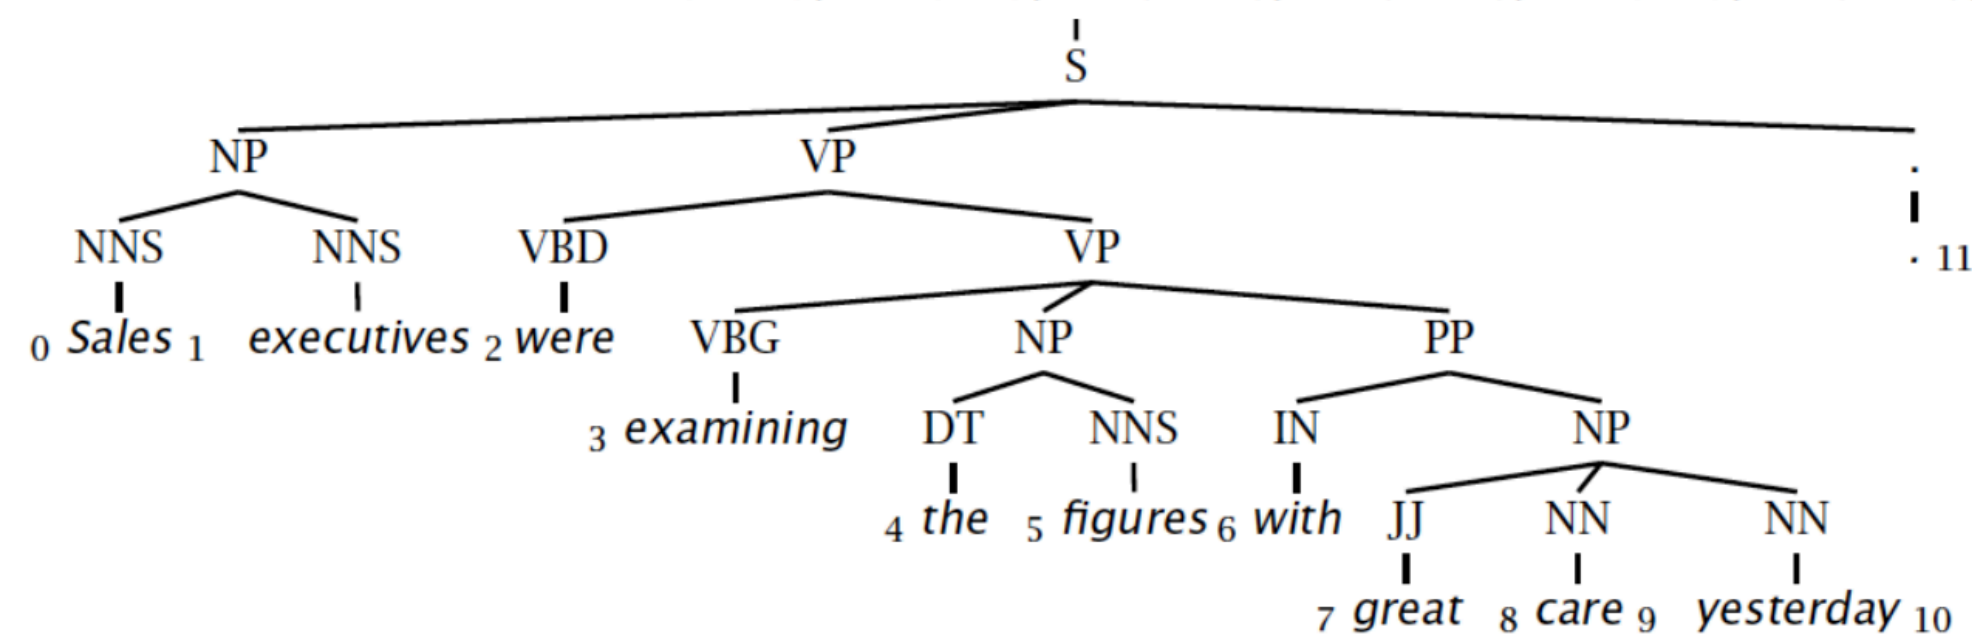 S
NP VP .
NNS NNS VBD VP . 11
0 Sales 1 executives 2 were VBG NP PP
3 examining DT NNS IN NP
4 the 5 figures 6 with JJ NN NN
7 great 8 care 9 yesterday 10